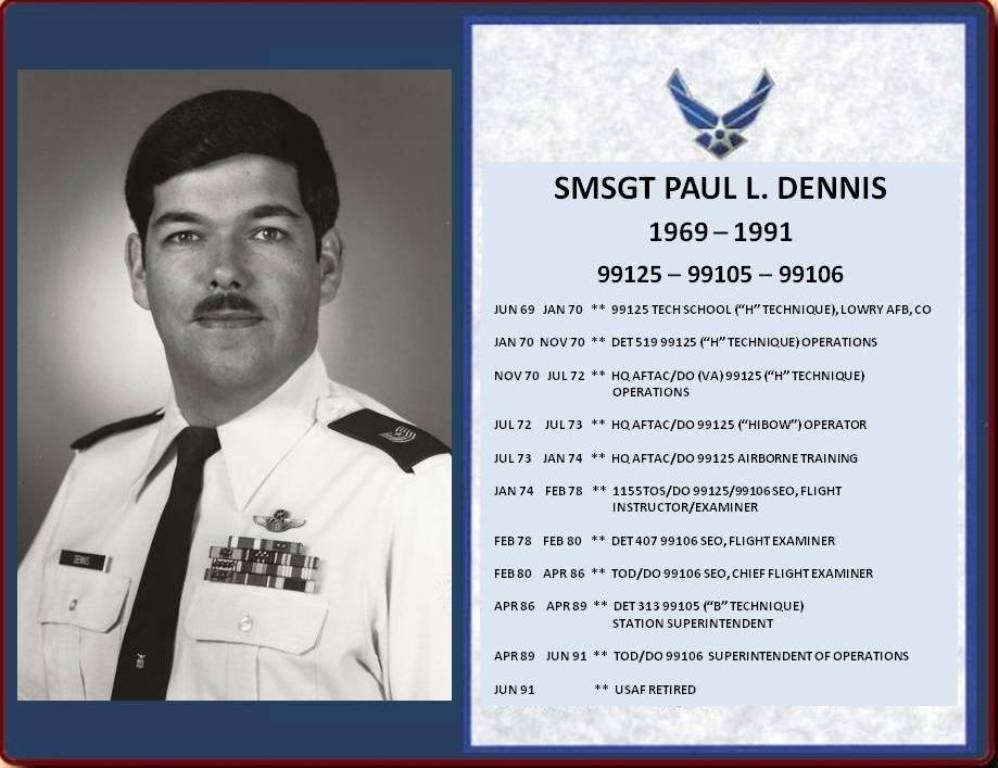 DENNIS
SMSGT PAUL L. DENNIS
1969 – 1991
99125 – 99105 – 99106
JUN 69 JAN 70 ** 99125 TECH SCHOOL (“H” TECHNIQUE), LOWRY AFB, CO
JAN 70 NOV 70 ** DET 519 99125 (“H” TECHNIQUE) OPERATIONS
NOV 70 JUL 72 ** HQ AFTAC/DO (VA) 99125 (“H” TECHNIQUE)
OPERATIONS
JUL 72 JUL 73 ** HQ AFTAC/DO 99125 (“HIBOW”) OPERATOR
JUL 73 JAN 74 ** HQ AFTAC/DO 99125 AIRBORNE TRAINING
JAN 74 FEB 78 ** 1155TOS/DO 99125/99106 SEO, FLIGHT
INSTRUCTOR/EXAMINER
FEB 78 FEB 80 ** DET 407 99106 SEO, FLIGHT EXAMINER
FEB 80 APR 86 ** TOD/DO 99106 SEO, CHIEF FLIGHT EXAMINER
APR 86 APR 89 ** DET 313 99105 (“B” TECHNIQUE)
STATION SUPERINTENDENT
APR 89 JUN 91 ** TOD/DO 99106 SUPERINTENDENT OF OPERATIONS
JUN 91 ** USAF RETIRED